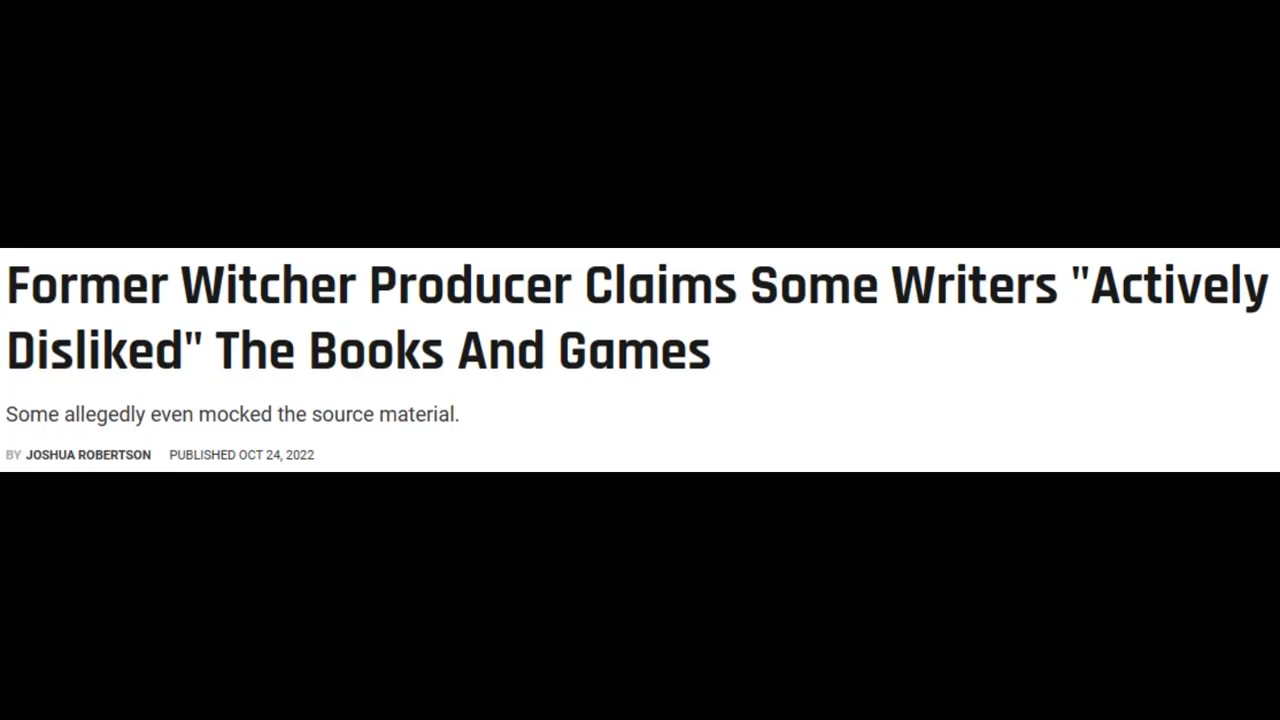 Former Witcher Producer Claims Some Writers "Actively
Disliked" The Books And Games
Some allegedly even mocked the source material.
BY JOSHUA ROBERTSON PUBLISHED OCT 24, 2022